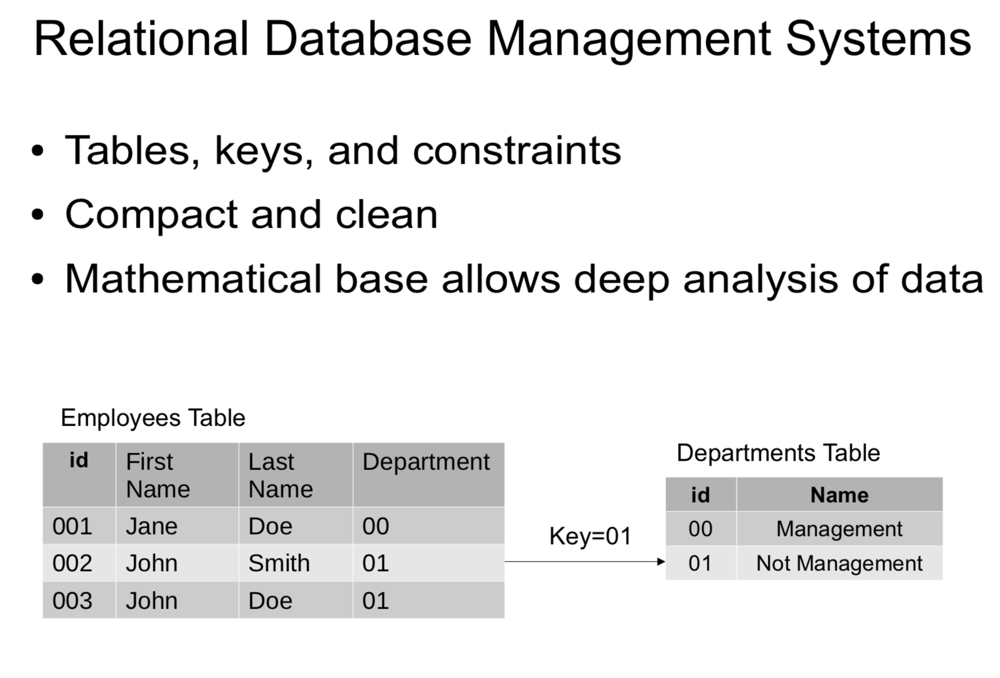 Relational Database Management Systems
• Tables, keys, and constraints
• Compact and clean
• Mathematical base allows deep analysis of data
Employees Table
id First Name Last Name Department
001 Jane Doe 00
002 John Smith 01
003 John Doe 01
Key=01
Departments Table
id Name
00 Management
01 Not Management